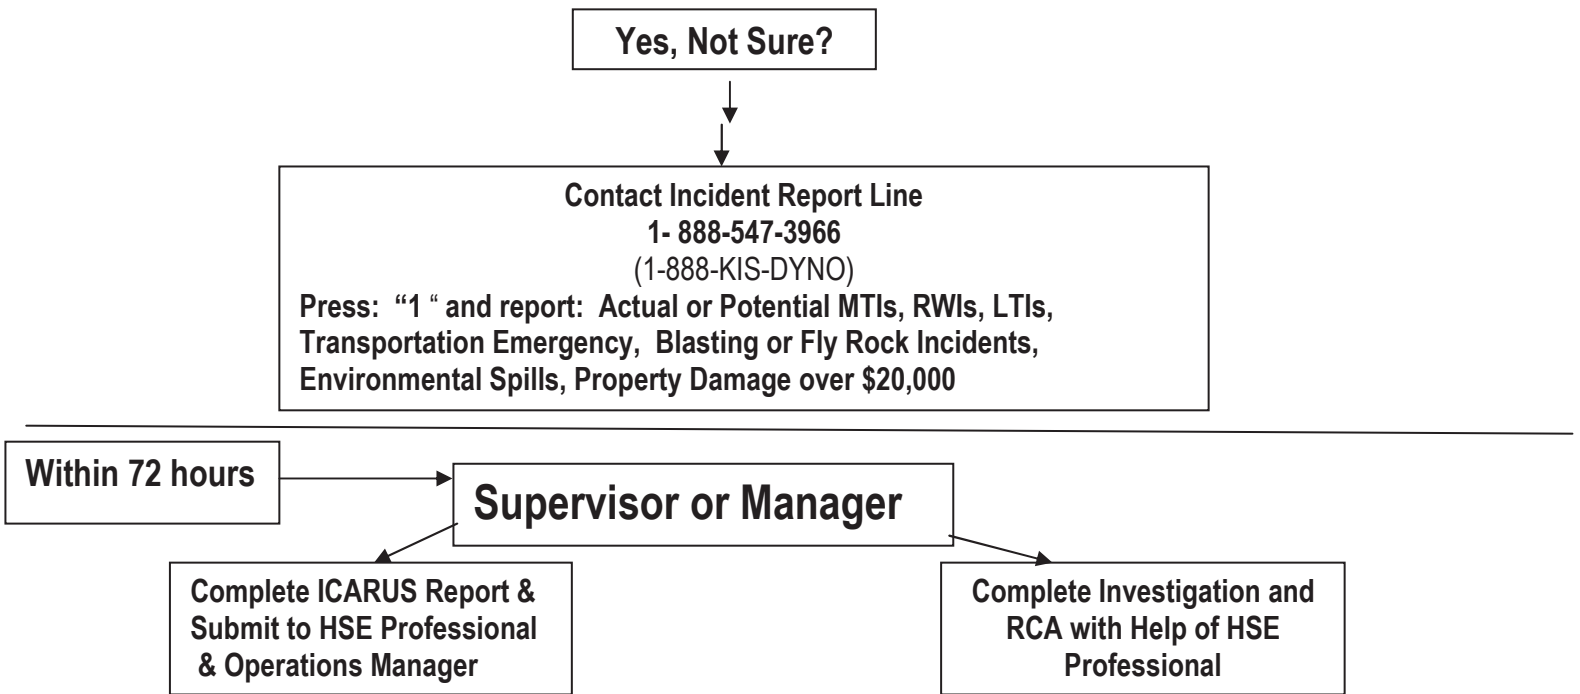 Yes, Not Sure?
Contact Incident Report Line
1- 888-547-3966
(1-888-KIS-DYNO)
Press: “1 “ and report: Actual or Potential MTIs, RWIs, LTIs,
Transportation Emergency, Blasting or Fly Rock Incidents,
Environmental Spills, Property Damage over $20,000
Within 72 hours
Supervisor or Manager
Complete ICARUS Report &
Submit to HSE Professional
& Operations Manager
Complete Investigation and
RCA with Help of HSE
Professional